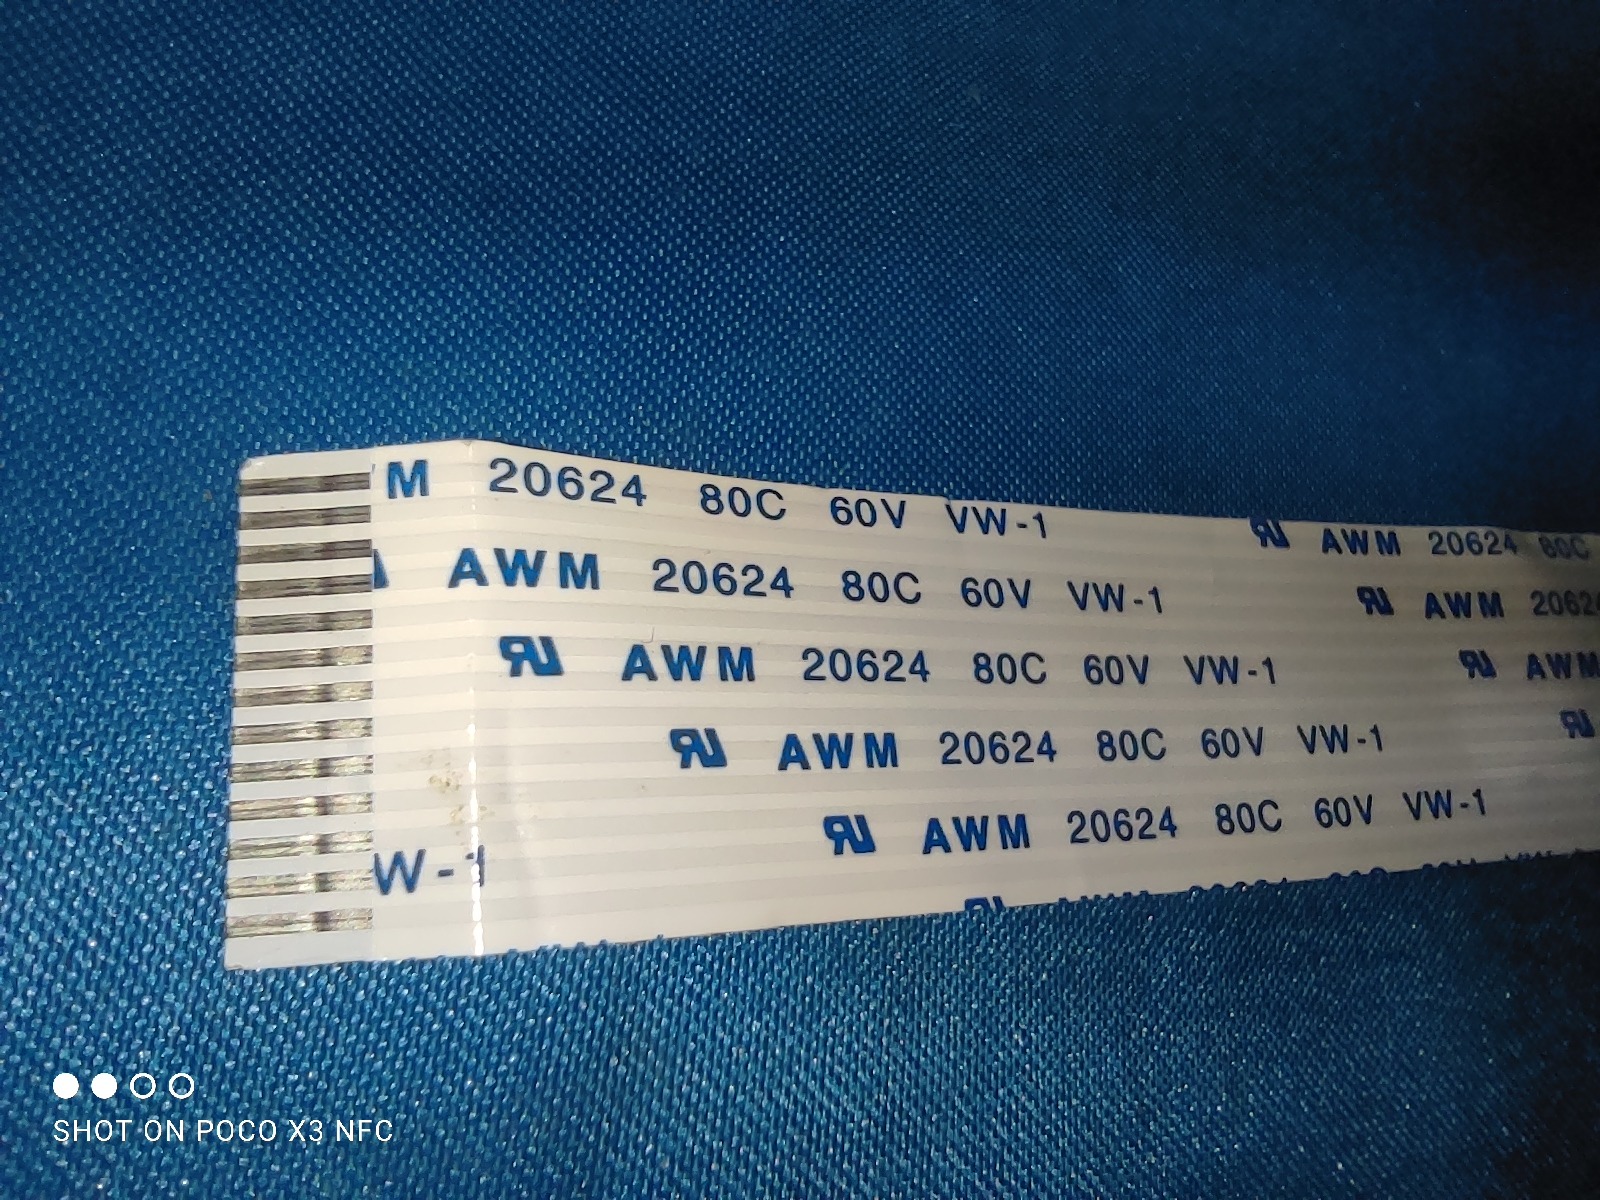 M 20624 80C 60V VW-1 AWM 20624 80C
AWM 20624 80C 60V VW-1 AWM 2062
AWM 20624 80C 60V VW-1 AWM
AWM 20624 80C 60V VW-1
AWM 20624 80C 60V VW-1
W-1
SHOT ON POCO X3 NFC